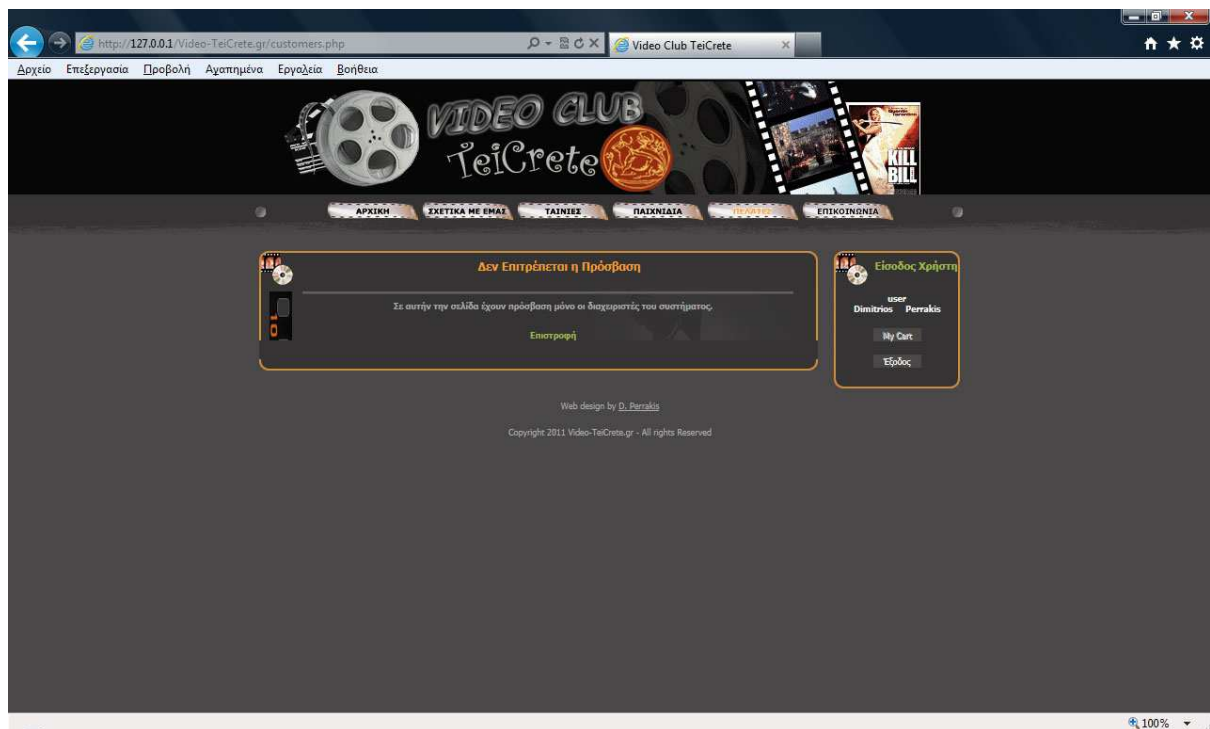 http://127.0.0.1/Video-TeiCrete.gr/customers.php
Video Club TeiCrete
Αρχείο Επεξεργασία Προβολή Αγαπημένα Εργαλεία Βοήθεια
VIDEO CLUB
TeiCrete
KILL
BILL
ΑΡΧΙΚΗ ΣΧΕΤΙΚΑ ΜΕ ΕΜΑΣ ΤΑΙΝΙΕΣ ΠΑΙΧΝΙΔΙΑ ΠΕΛΑΤΕΣ ΕΠΙΚΟΙΝΩΝΙΑ
Δεν Επιτρέπεται η Πρόσβαση
Σε αυτήν την σελίδα έχουν πρόσβαση μόνο οι διαχειριστές του συστήματος.
Επιστροφή
Είσοδος Χρήστη
user
Dimitrios Perrakis
My Cart
Έξοδος
Web design by D. Perrakis
Copyright 2011 Video-TeiCrete.gr - All rights Reserved
100%